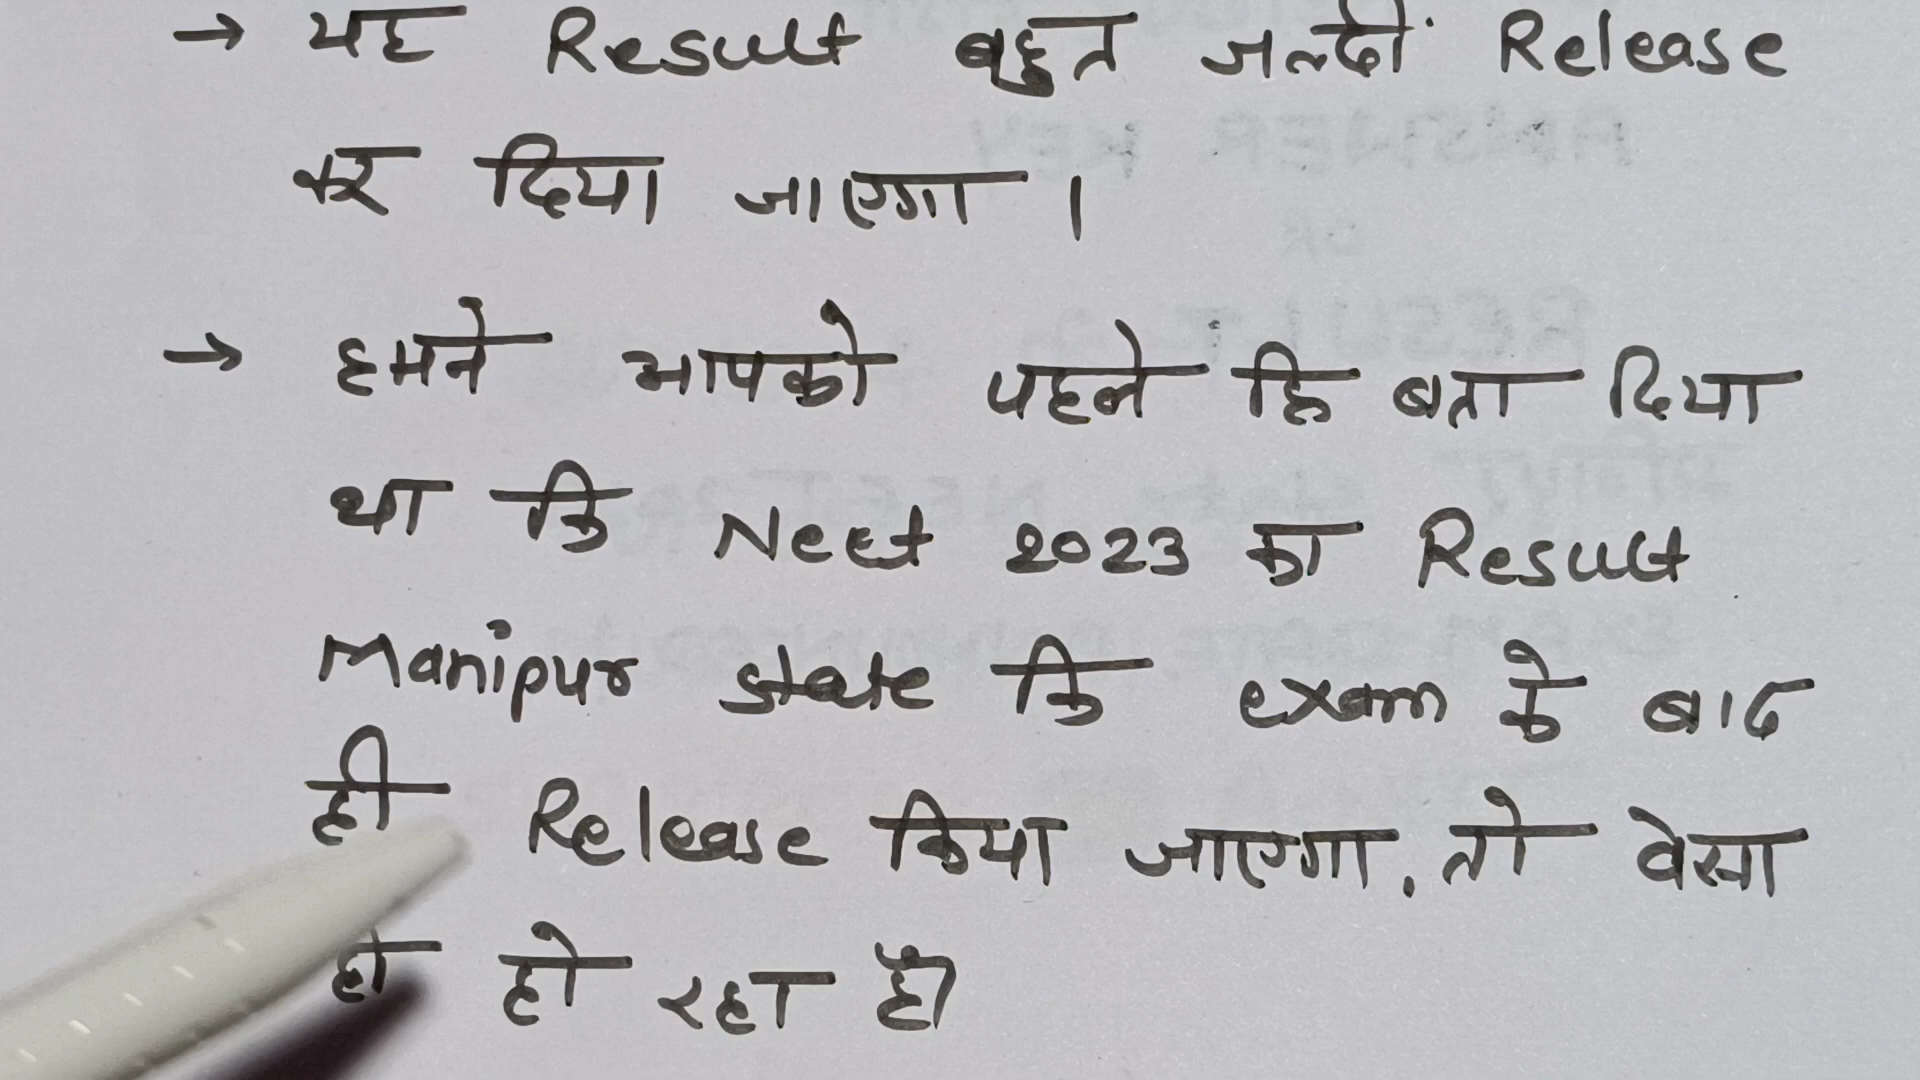 → यह Result बहुत जल्दी Release
कर दिया जाएगा ।
→ हमने आपको पहले हि बता दिया
था कि Neet 2023 का Result
Manipur state कि exam के बाद
ही Release किया जाएगा, तो वेसा
ही हो रहा है।